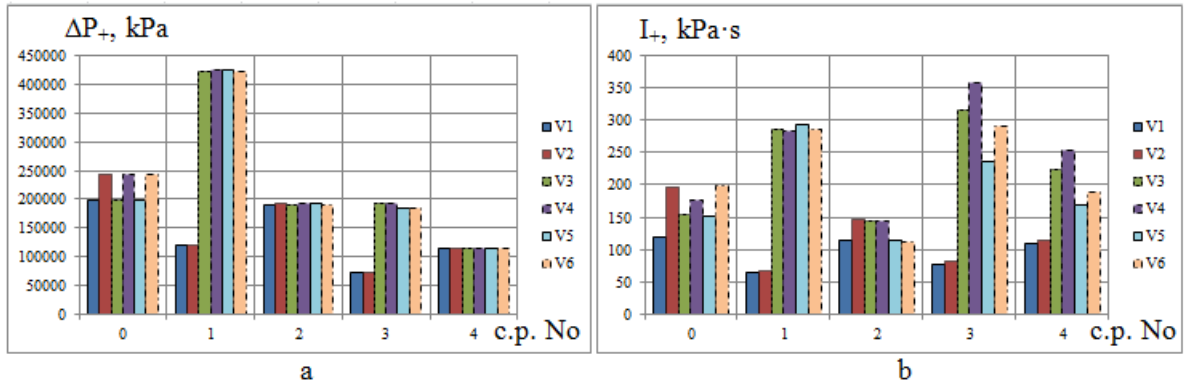 ΔP+, kPa
450000
400000
350000
300000
250000
200000
150000
100000
50000
0
0 1 2 3 4 c.p. No
V1
V2
V3
V4
V5
V6
a
I+, kPa·s
400
350
300
250
200
150
100
50
0
0 1 2 3 4 c.p. No
V1
V2
V3
V4
V5
V6
b